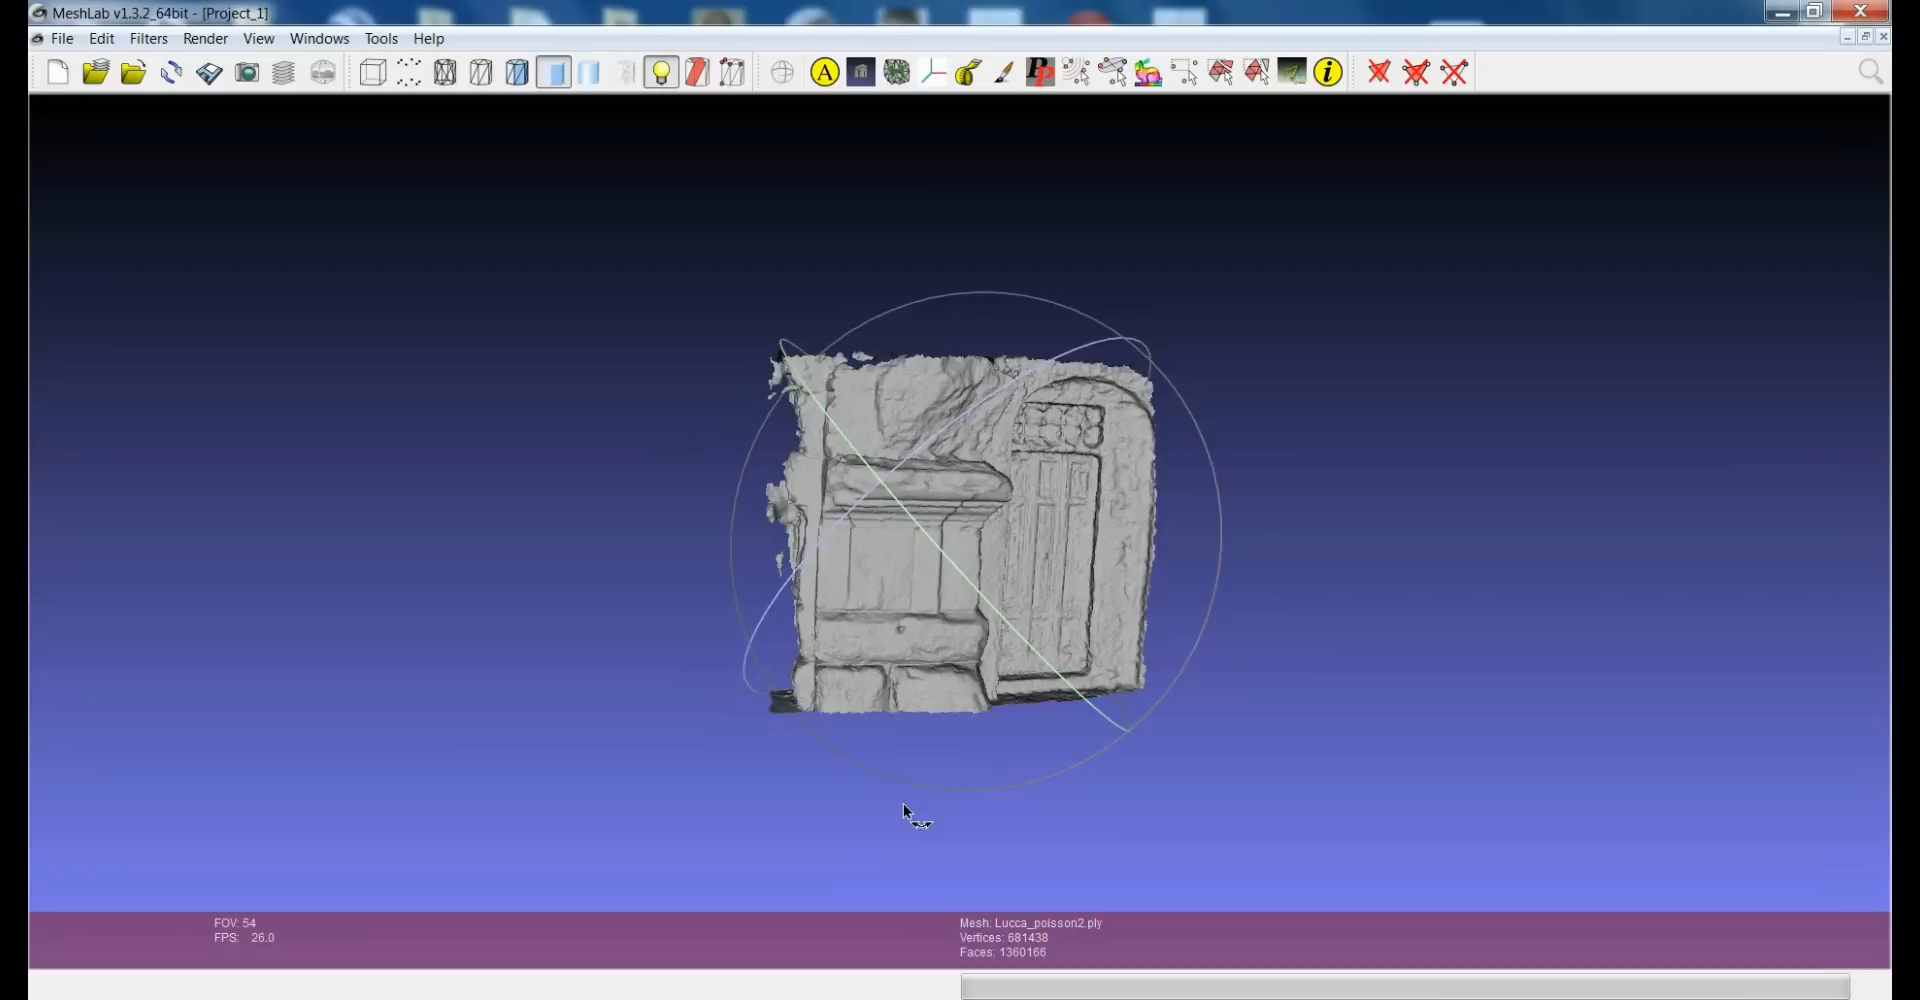 MeshLab v1.3.2_64bit - [Project_1]
File Edit Filters Render View Windows Tools Help
A
PP
i
FOV: 54
FPS: 26.0
Mesh: Lucca_poisson2.ply
Vertices: 681438
Faces: 1360166